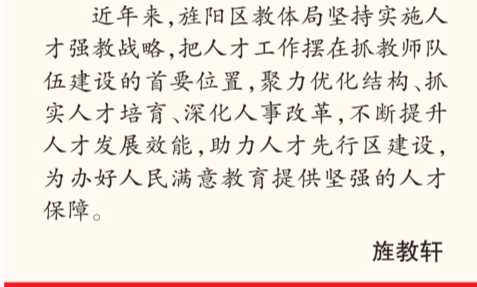 近年来，旌阳区教体局坚持实施人
才强教战略，把人才工作摆在抓教师队
伍建设的首要位置，聚力优化结构、抓
实人才培育、深化人事改革，不断提升
人才发展效能，助力人才先行区建设，
为办好人民满意教育提供坚强的人才
保障。
旌教轩